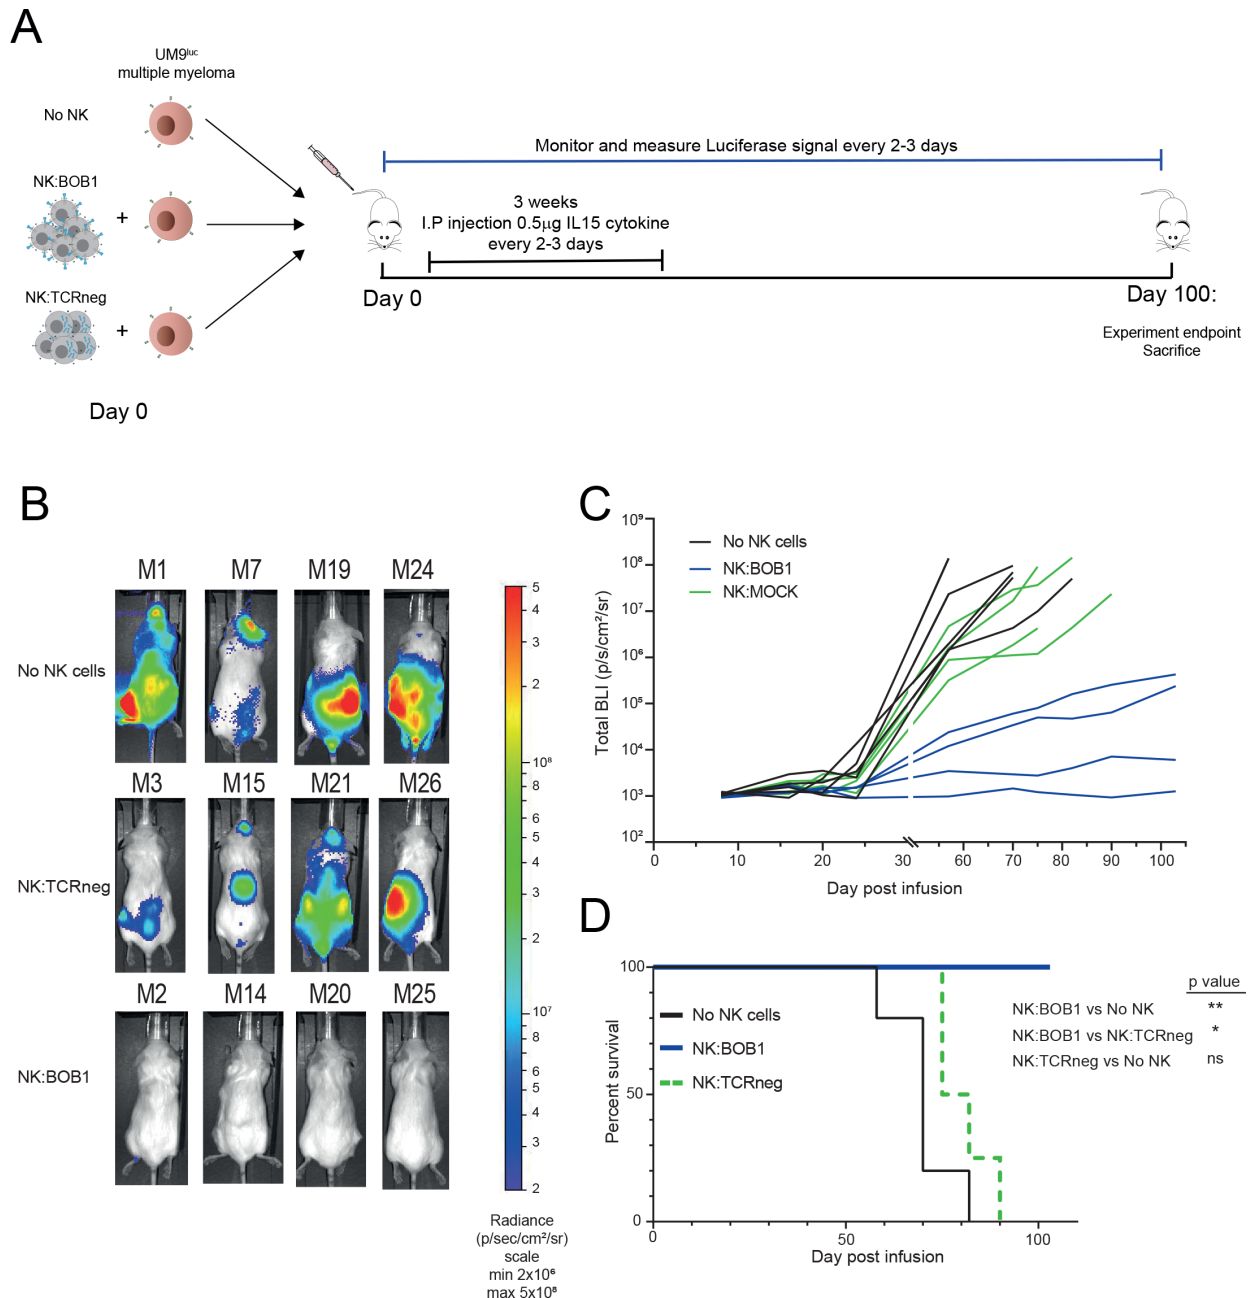 A
UM9ˡᵘᶜ
multiple myeloma
No NK
NK:BOB1
+
NK:TCRneg
+
Day 0
Monitor and measure Luciferase signal every 2-3 days
3 weeks
I.P injection 0.5µg IL15 cytokine
every 2-3 days
Day 0
Day 100:
Experiment endpoint
Sacrifice
B
M1 M7 M19 M24
No NK cells
M3 M15 M21 M26
NK:TCRneg
M2 M14 M20 M25
NK:BOB1
5
4
3
2
10⁸
8
6
5
4
3
2
10⁷
8
6
5
4
3
2
Radiance
(p/sec/cm²/sr)
scale
min 2x10⁶
max 5x10⁸
C
Total BLI (p/s/cm²/sr)
10⁹
10⁸
10⁷
10⁶
10⁵
10⁴
10³
10²
No NK cells
NK:BOB1
NK:MOCK
0 10 20 30 60 70 80 90 100
Day post infusion
D
Percent survival
100
50
0
No NK cells
NK:BOB1
NK:TCRneg
p value
NK:BOB1 vs No NK **
NK:BOB1 vs NK:TCRneg *
NK:TCRneg vs No NK ns
0 50 100
Day post infusion